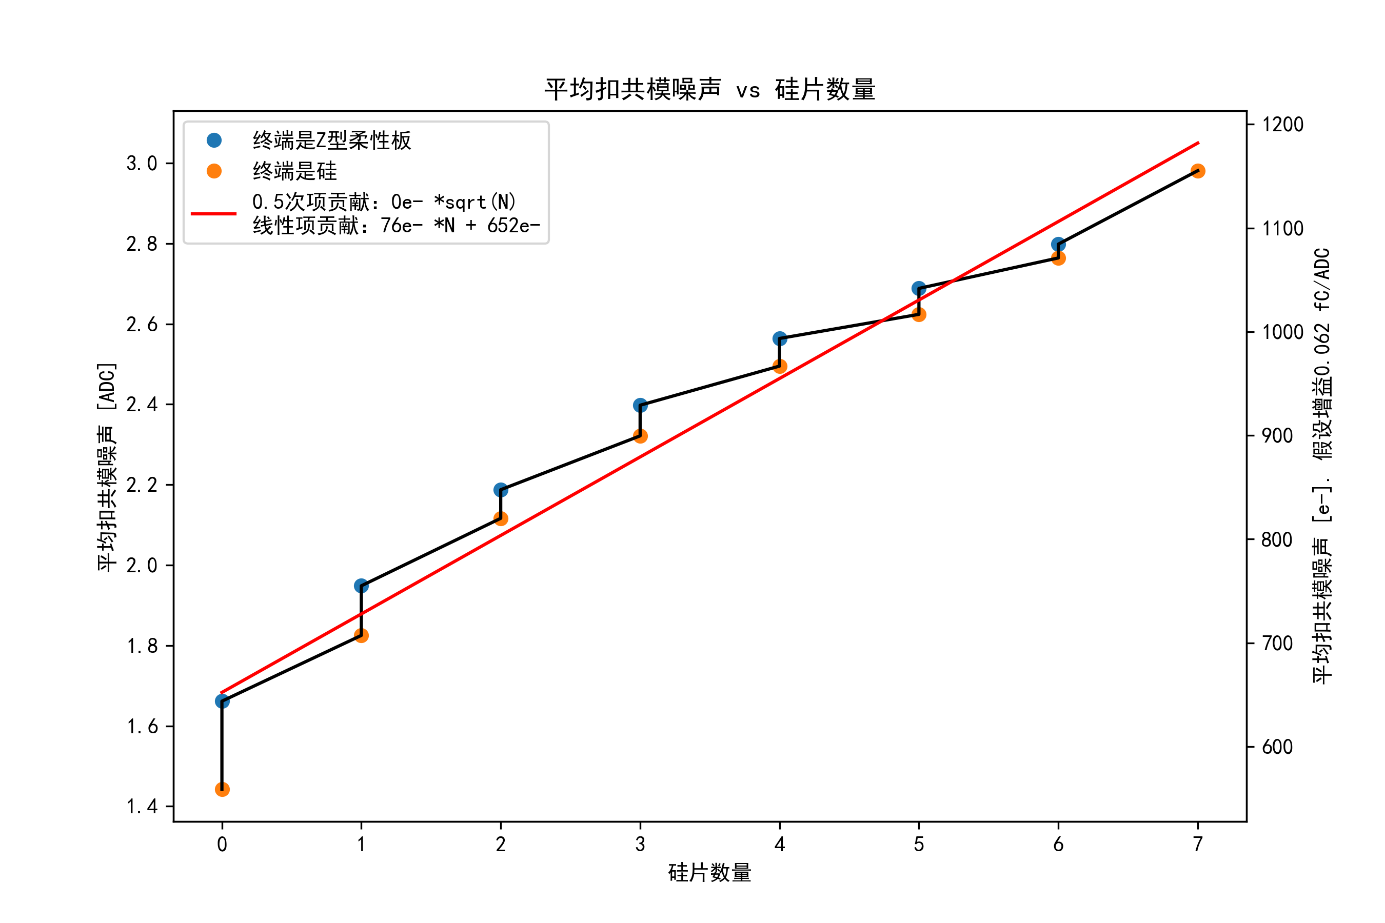 平均扣共模噪声 vs 硅片数量
终端是Z型柔性板
终端是硅
0.5次项贡献：0e- *sqrt(N)
线性项贡献：76e- *N + 652e-
平均扣共模噪声 [ADC]
3.0
2.8
2.6
2.4
2.2
2.0
1.8
1.6
1.4
0 1 2 3 4 5 6 7
硅片数量
1200
1100
1000
900
800
700
600
平均扣共模噪声 [e-]. 假设增益0.062 fC/ADC